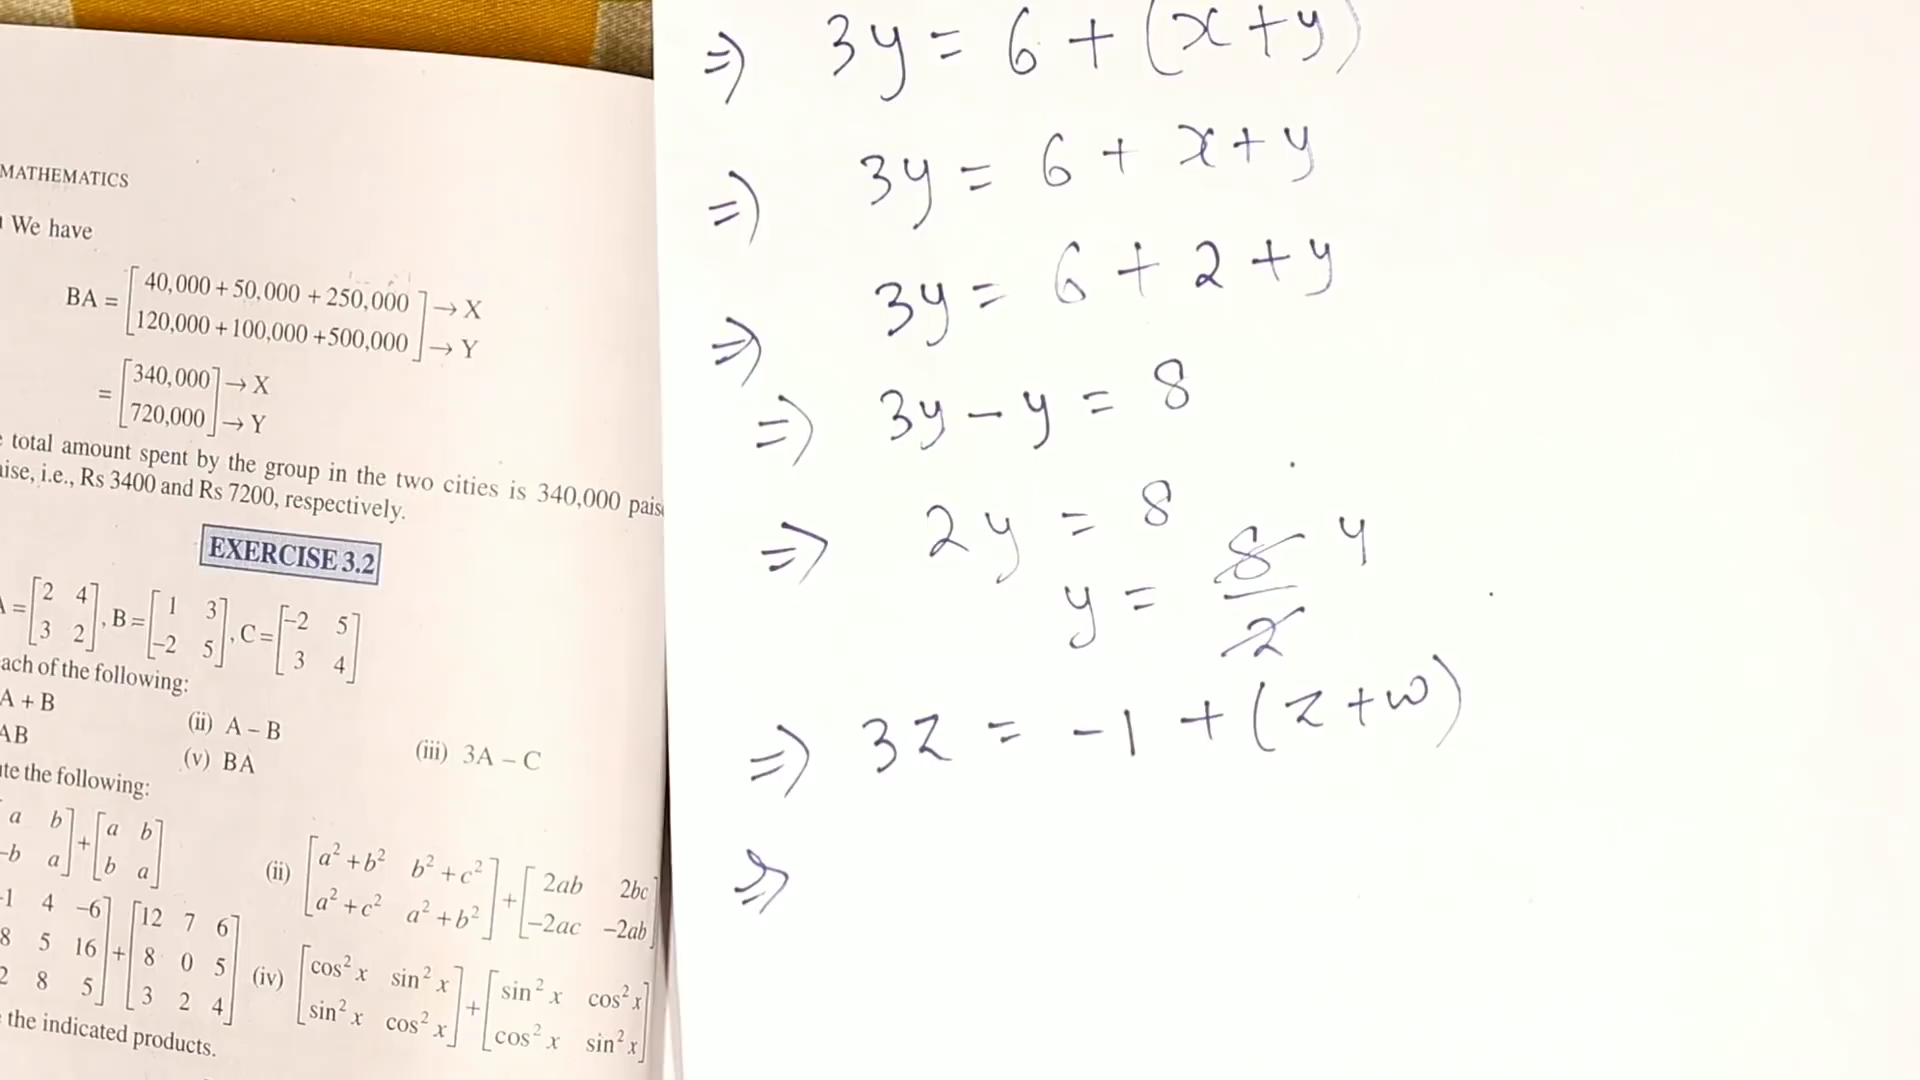 MATHEMATICS
We have
BA = [40,000 + 50,000 + 250,000] → X
[120,000 + 100,000 + 500,000] → Y
= [340,000] → X
[720,000] → Y
total amount spent by the group in the two cities is 340,000 pais
aise, i.e., Rs 3400 and Rs 7200, respectively.
EXERCISE 3.2
A = [2 4; 3 2], B = [1 3; −2 5], C = [−2 5; 3 4]
each of the following:
A + B (ii) A − B (iii) 3A − C
AB (v) BA
ute the following:
[a b; −b a] + [a b; b a] (ii) [a² + b² b² + c²; a² + c² a² + b²] + [2ab 2bc; −2ac −2ab]
[−1 4 −6; 8 5 16; 2 8 5] + [12 7 6; 8 0 5; 3 2 4] (iv) [cos² x sin² x; sin² x cos² x] + [sin² x cos² x; cos² x sin² x]
the indicated products.
⇒ 3y = 6 + (x + y)
⇒ 3y = 6 + x + y
⇒ 3y = 6 + 2 + y
⇒ 3y − y = 8
⇒ 2y = 8
y = 8/2 4
⇒ 3z = −1 + (z + w)
⇒